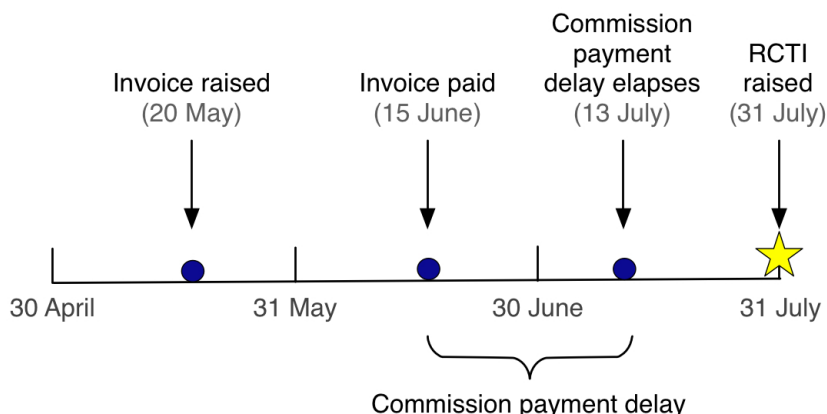 Invoice raised
(20 May)
Invoice paid
(15 June)
Commission
payment
delay elapses
(13 July)
RCTI
raised
(31 July)
30 April
31 May
30 June
31 July
Commission payment delay